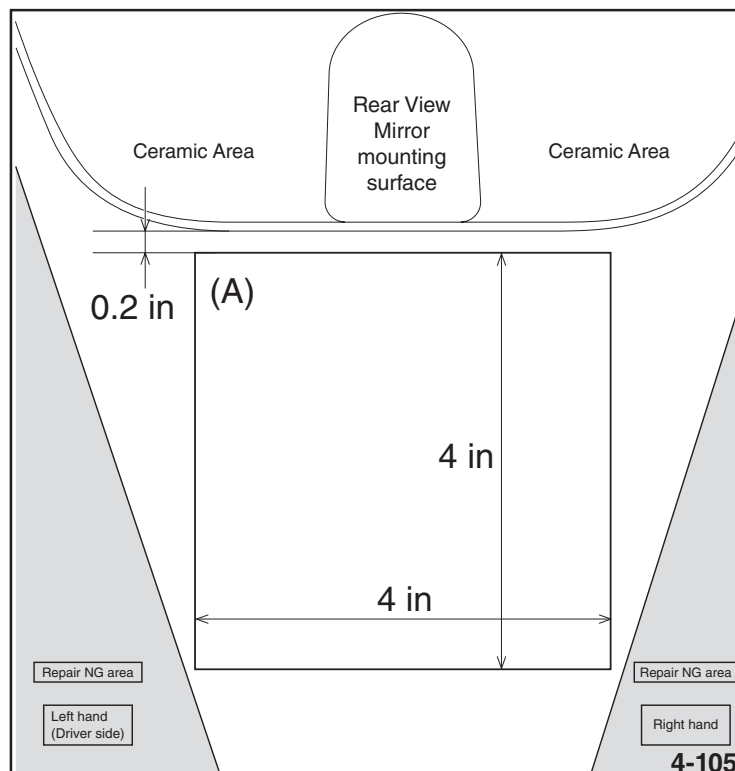 Rear View
Mirror
mounting
surface
Ceramic Area
Ceramic Area
0.2 in
(A)
4 in
4 in
Repair NG area
Repair NG area
Left hand
(Driver side)
Right hand
4-105